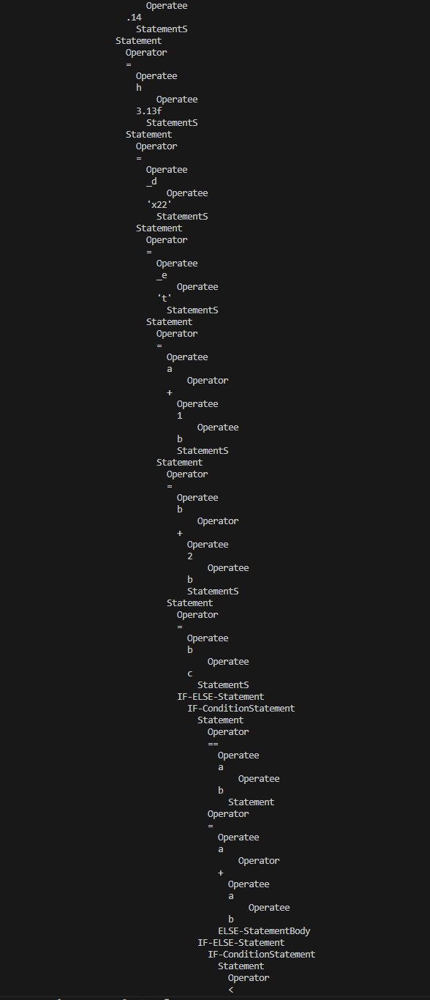 Operatee
.14
StatementS
Statement
Operator
=
Operatee
h
Operatee
3.13f
StatementS
Statement
Operator
=
Operatee
_d
Operatee
'x22'
StatementS
Statement
Operator
=
Operatee
_e
Operatee
't'
StatementS
Statement
Operator
=
Operatee
a
Operator
+
Operatee
1
Operatee
b
StatementS
Statement
Operator
=
Operatee
b
Operator
+
Operatee
2
Operatee
b
StatementS
Statement
Operator
=
Operatee
b
Operatee
c
StatementS
IF-ELSE-Statement
IF-ConditionStatement
Statement
Operator
==
Operatee
a
Operatee
b
Statement
Operator
=
Operatee
a
Operator
+
Operatee
a
Operatee
b
ELSE-StatementBody
IF-ELSE-Statement
IF-ConditionStatement
Statement
Operator
<